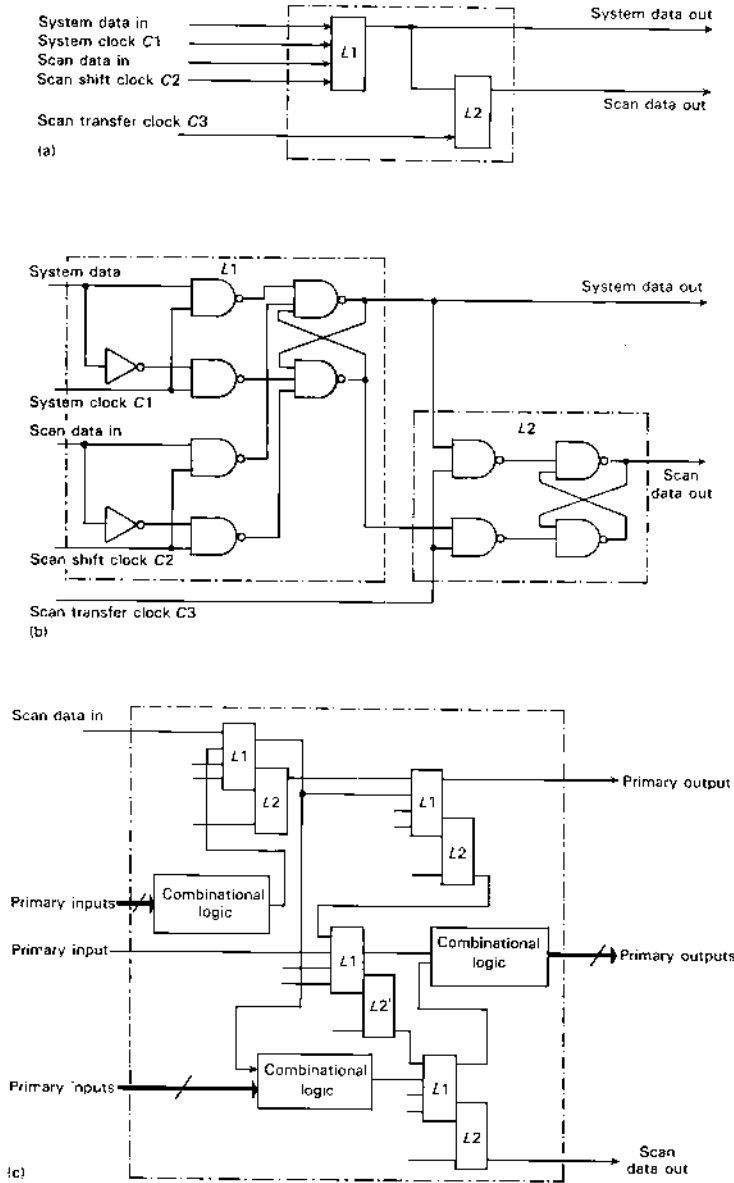 System data in
System clock C1
Scan data in
Scan shift clock C2
L1
System data out
L2
Scan data out
Scan transfer clock C3
(a)
L1
System data
System data out
System clock C1
Scan data in
L2
Scan
data out
Scan shift clock C2
Scan transfer clock C3
(b)
Scan data in
L1
L2
L1
Primary output
L2
Primary inputs
Combinational
logic
Primary input
L1
Combinational
logic
Primary outputs
L2'
Primary inputs
Combinational
logic
L1
L2
Scan
data out
(c)